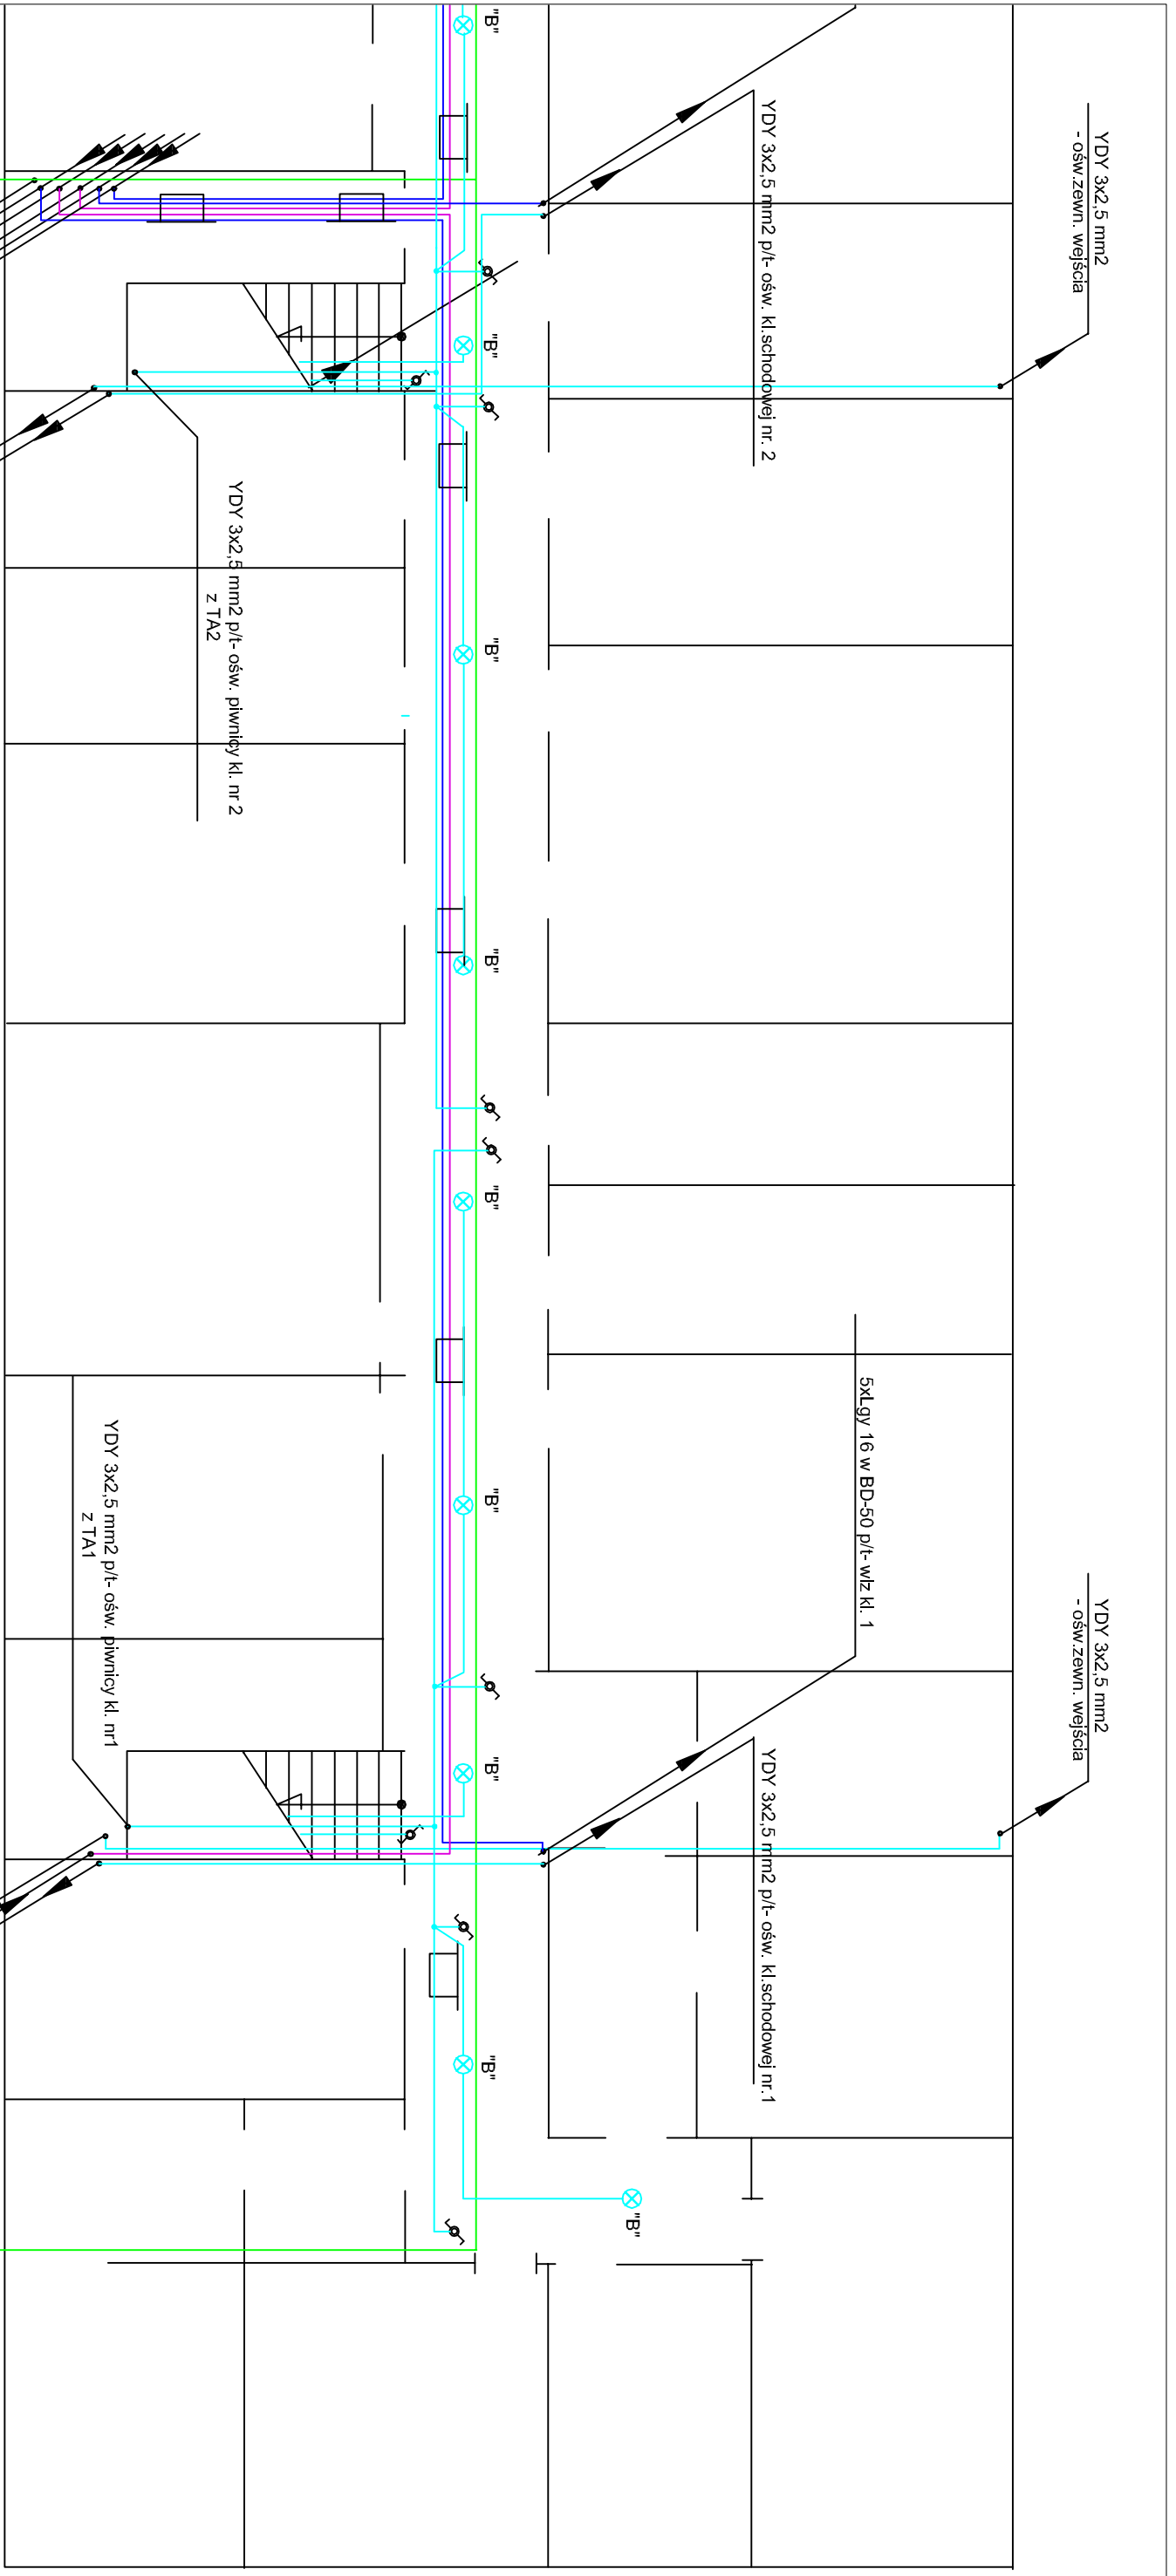 "B"
YDY 3x2,5 mm2
- ośw.zewn. wejścia
YDY 3x2,5 mm2 p/t- ośw. kl.schodowej nr. 2
"B"
YDY 3x2,5 mm2 p/t- ośw. piwnicy kl. nr 2
z TA2
"B"
"B"
"B"
5xLgy 16 w BD-50 p/t- wlz kl. 1
YDY 3x2,5 mm2 p/t- ośw. piwnicy kl. nr1
z TA1
"B"
YDY 3x2,5 mm2
- ośw.zewn. wejścia
"B"
YDY 3x2,5 mm2 p/t- ośw. kl.schodowej nr.1
"B"
"B"